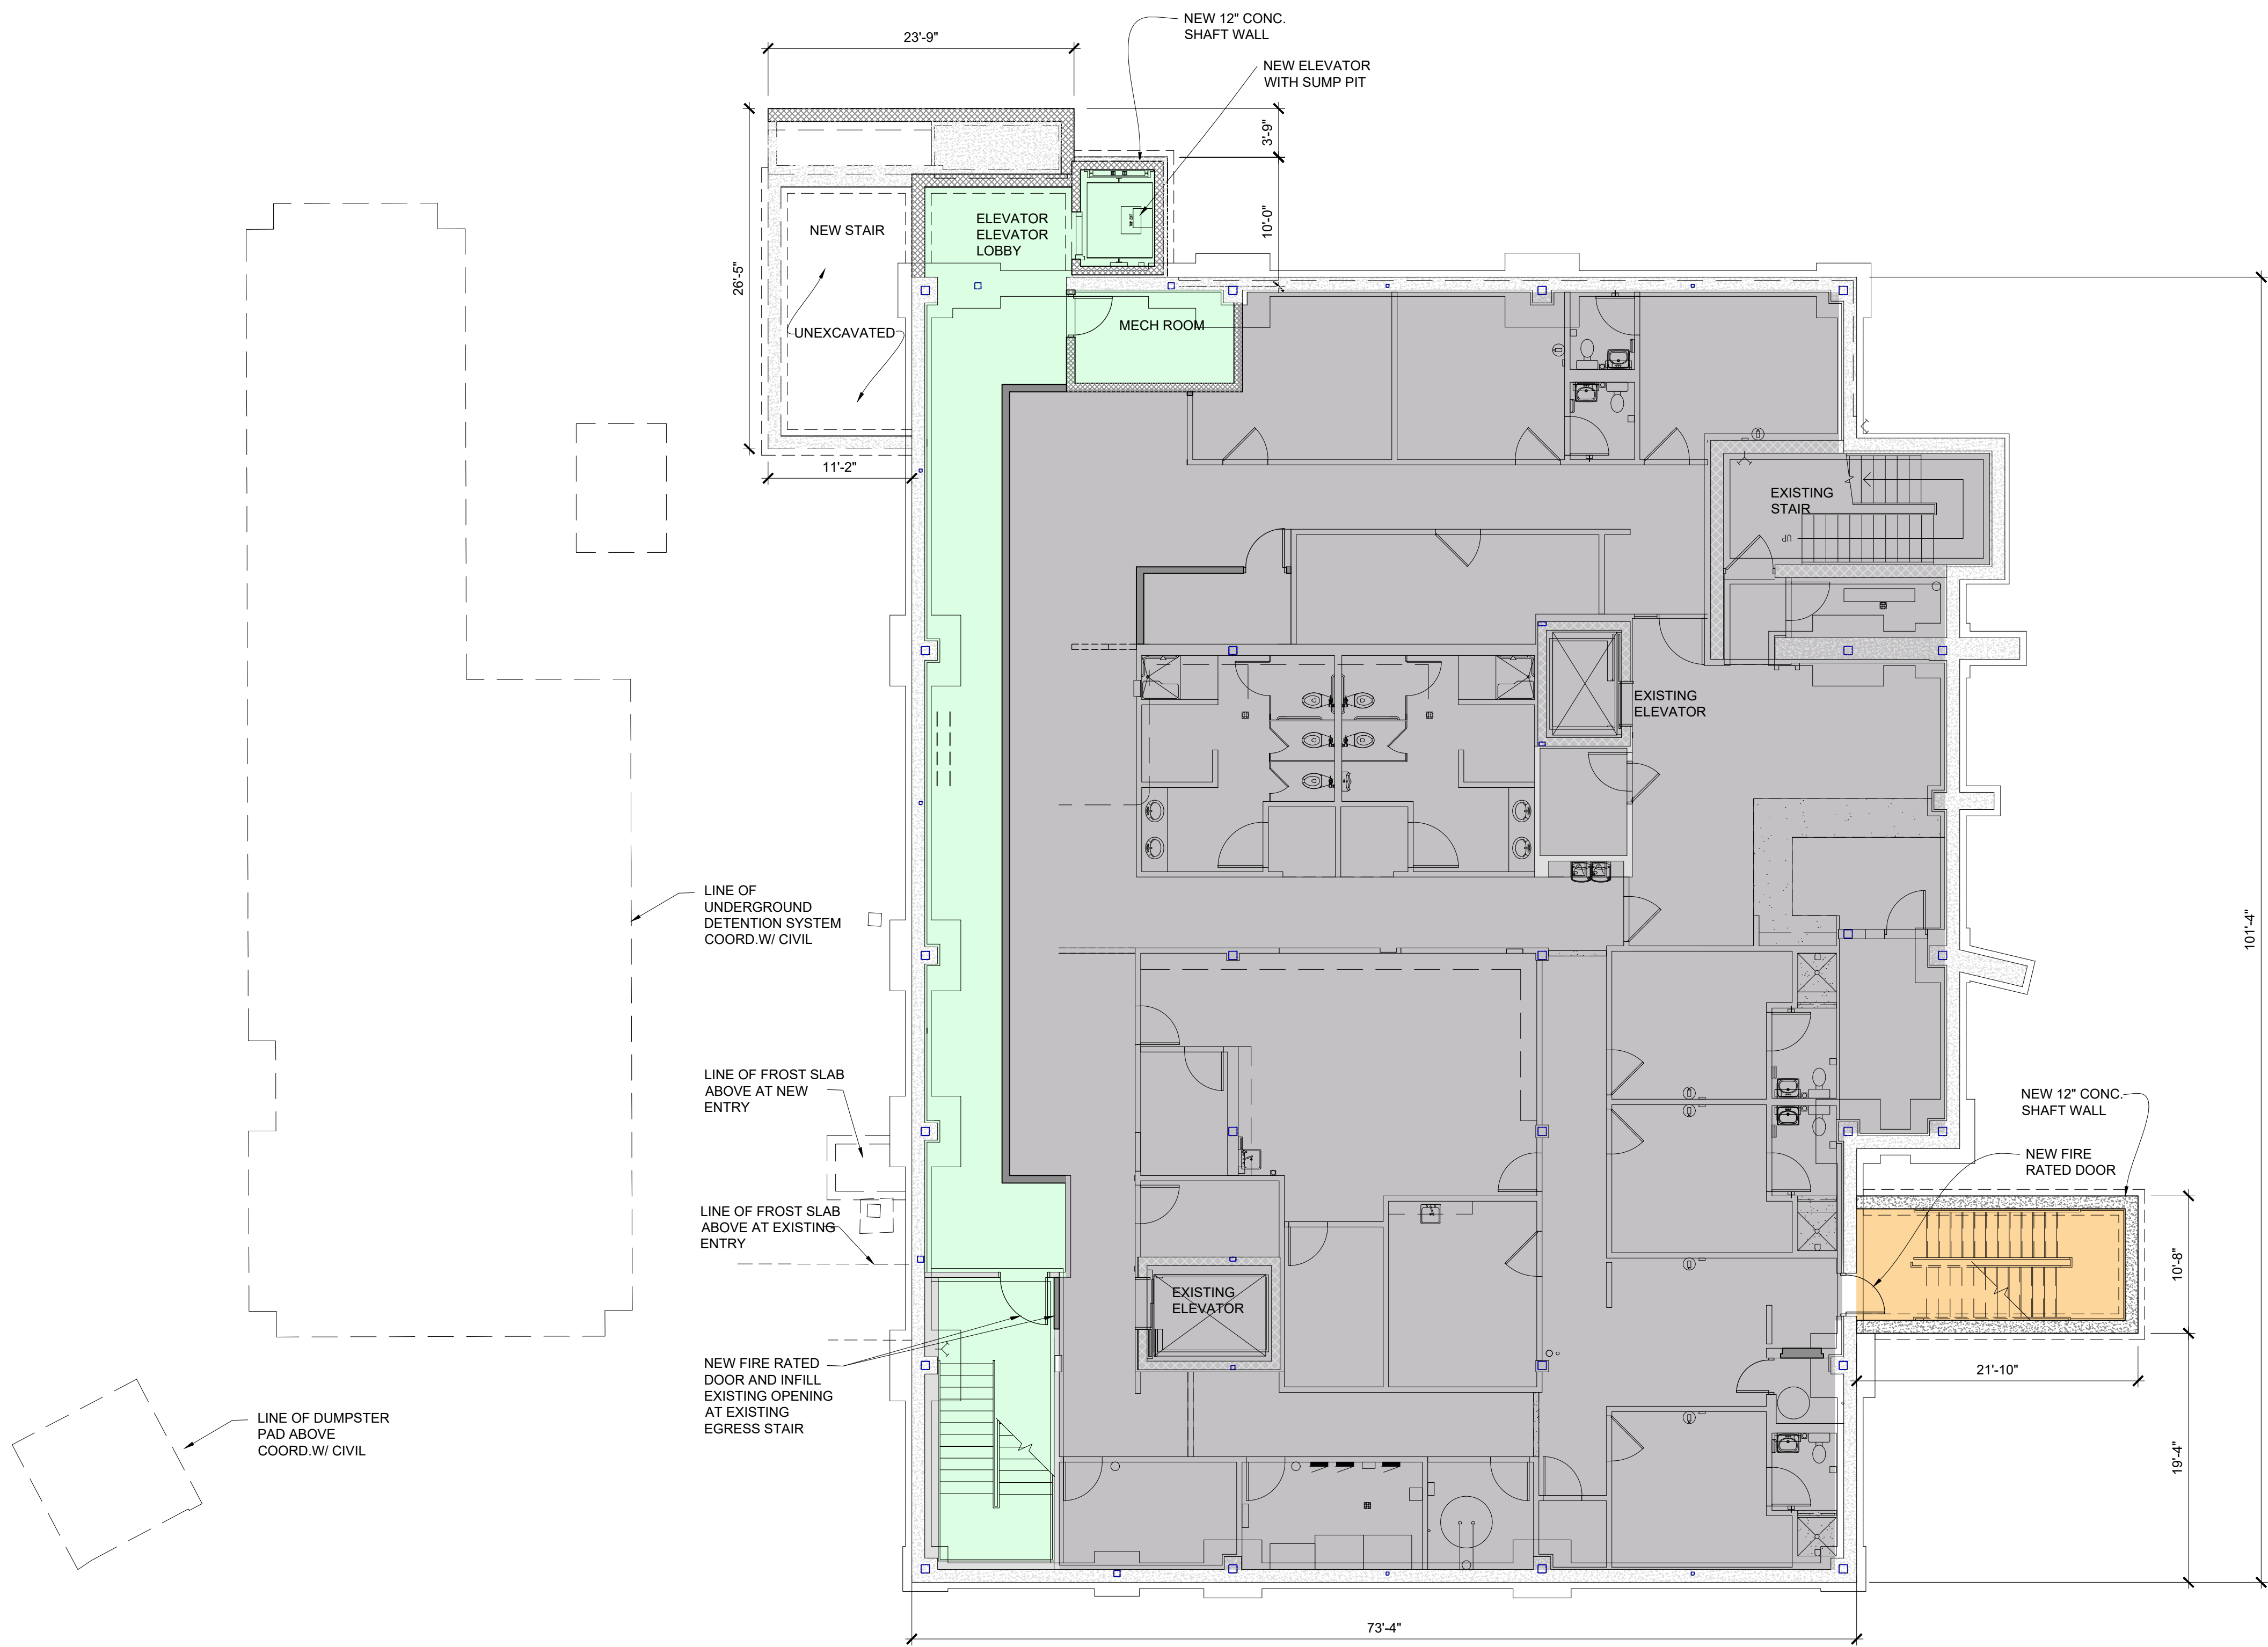 NEW 12" CONC.
SHAFT WALL
23'-9"
NEW ELEVATOR
WITH SUMP PIT
3'-9"
10'-0"
26'-5"
NEW STAIR
ELEVATOR
ELEVATOR
LOBBY
UNEXCAVATED
MECH ROOM
11'-2"
EXISTING
STAIR
UP
EXISTING
ELEVATOR
LINE OF
UNDERGROUND
DETENTION SYSTEM
COORD.W/ CIVIL
101'-4"
LINE OF FROST SLAB
ABOVE AT NEW
ENTRY
NEW 12" CONC.
SHAFT WALL
NEW FIRE
RATED DOOR
LINE OF FROST SLAB
ABOVE AT EXISTING
ENTRY
10'-8"
EXISTING
ELEVATOR
NEW FIRE RATED
DOOR AND INFILL
EXISTING OPENING
AT EXISTING
EGRESS STAIR
21'-10"
LINE OF DUMPSTER
PAD ABOVE
COORD.W/ CIVIL
19'-4"
73'-4"